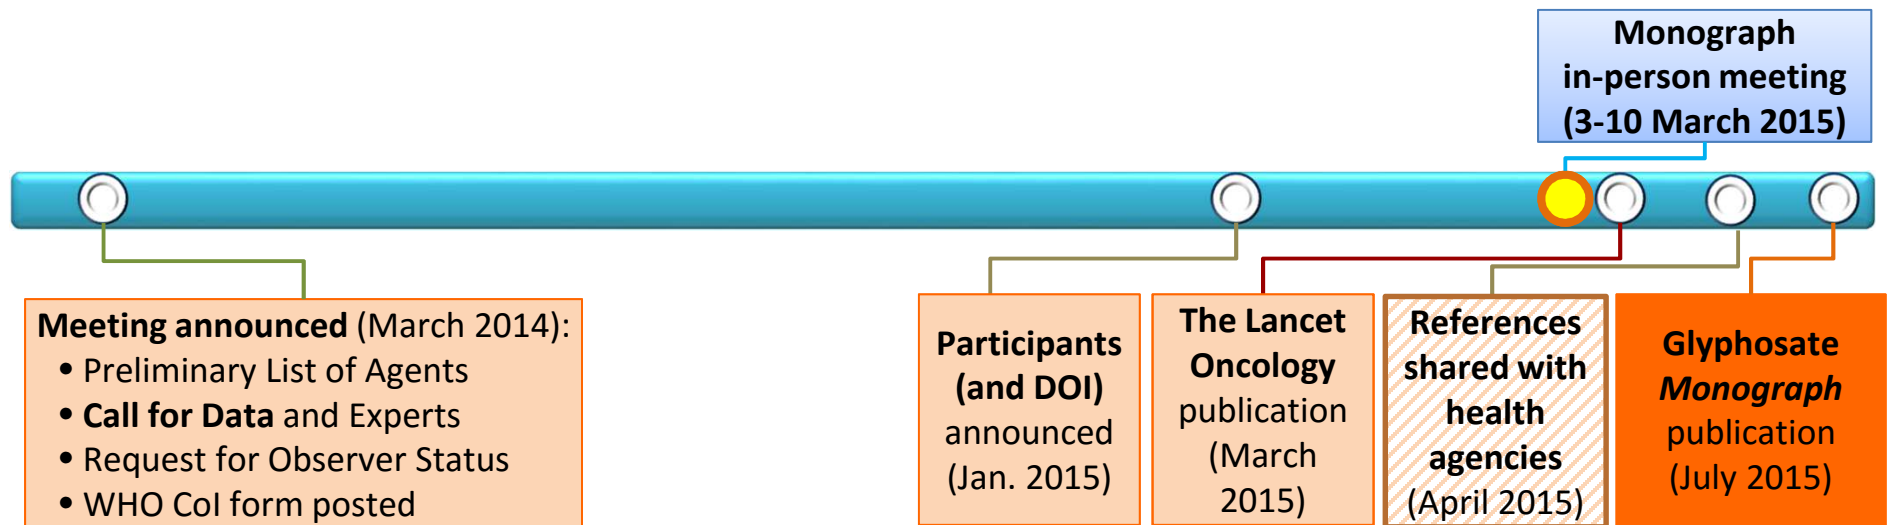 Monograph
in-person meeting
(3-10 March 2015)
Meeting announced (March 2014):
• Preliminary List of Agents
• Call for Data and Experts
• Request for Observer Status
• WHO CoI form posted
Participants
(and DOI)
announced
(Jan. 2015)
The Lancet
Oncology
publication
(March
2015)
References
shared with
health
agencies
(April 2015)
Glyphosate
Monograph
publication
(July 2015)